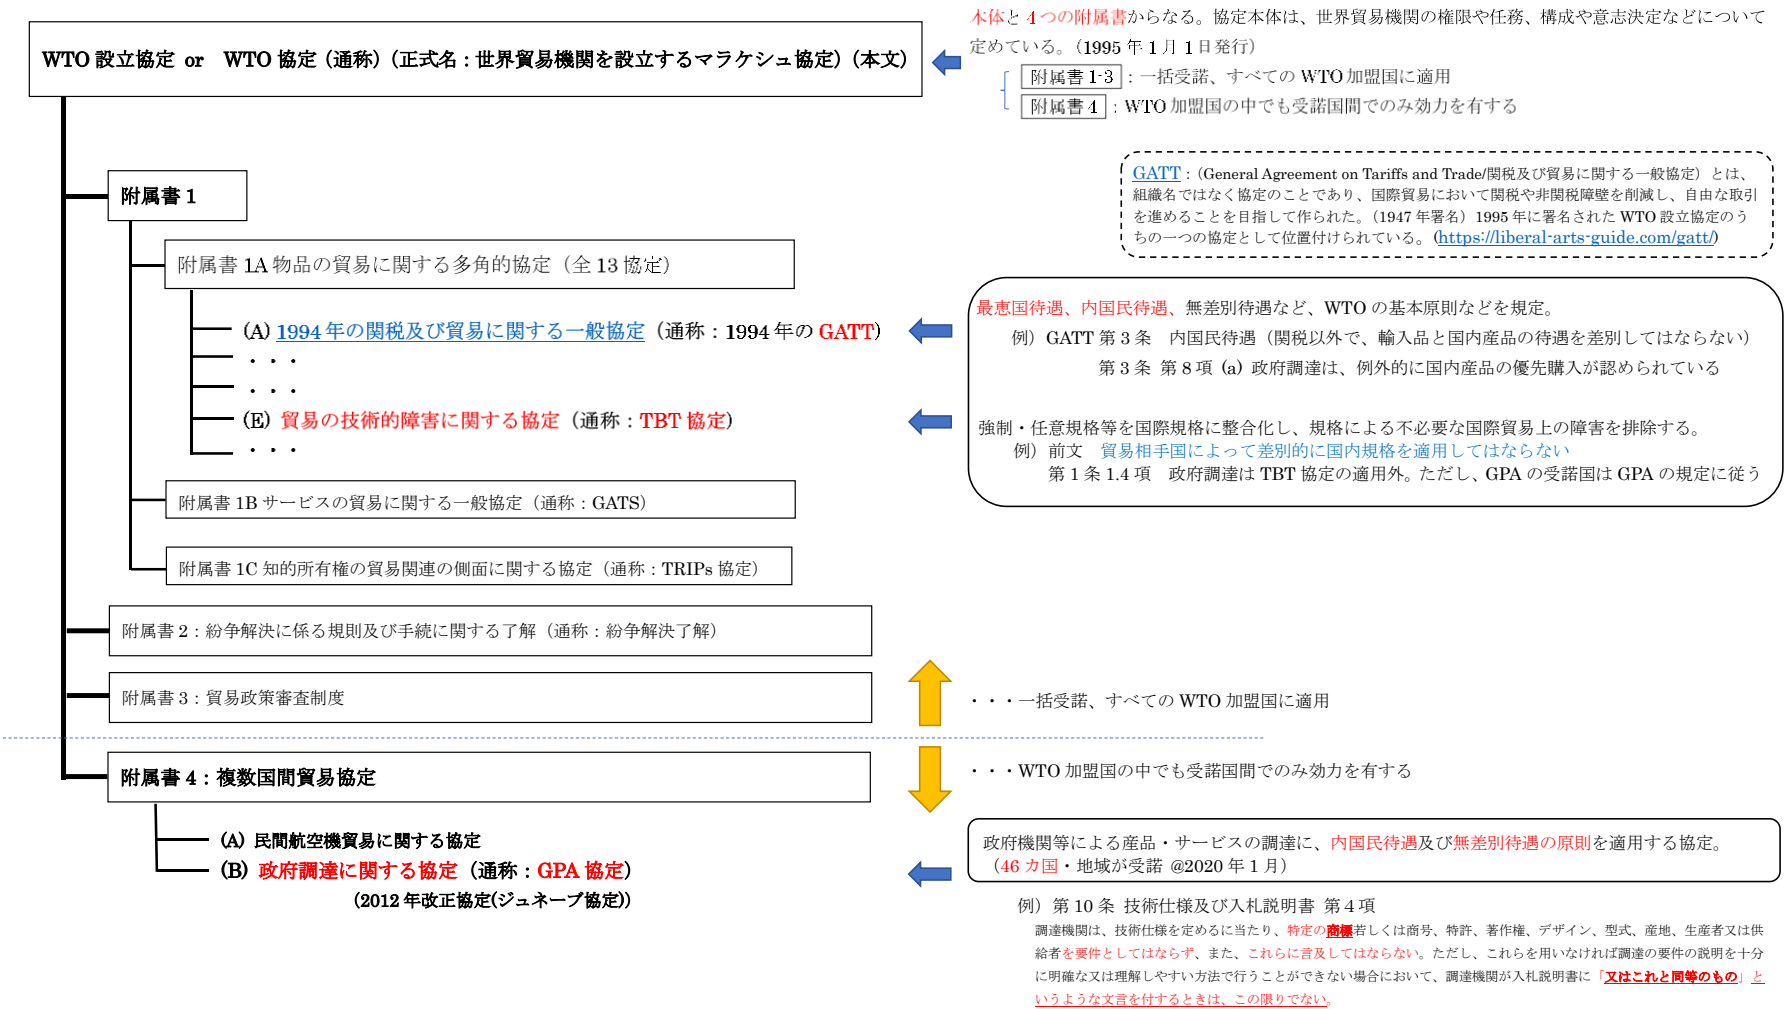 WTO 設立協定 or　WTO 協定（通称）（正式名：世界貿易機関を設立するマラケシュ協定）（本文）
本体と４つの附属書からなる。協定本体は、世界貿易機関の権限や任務、構成や意志決定などについて
定めている。（1995 年 1 月 1 日発行）
附属書 1-3：一括受諾、すべての WTO 加盟国に適用
附属書 4：WTO 加盟国の中でも受諾国間でのみ効力を有する
GATT：（General Agreement on Tariffs and Trade/関税及び貿易に関する一般協定）とは、
組織名ではなく協定のことであり、国際貿易において関税や非関税障壁を削減し、自由な取引
を進めることを目指して作られた。（1947 年署名）1995 年に署名された WTO 設立協定のう
ちの一つの協定として位置付けられている。(https://liberal-arts-guide.com/gatt/)
附属書 1
附属書 1A 物品の貿易に関する多角的協定（全 13 協定）
(A) 1994 年の関税及び貿易に関する一般協定（通称：1994 年の GATT）
・・・
・・・
(E) 貿易の技術的障害に関する協定（通称：TBT 協定）
・・・
最恵国待遇、内国民待遇、無差別待遇など、WTO の基本原則などを規定。
例）GATT 第 3 条　内国民待遇（関税以外で、輸入品と国内産品の待遇を差別してはならない）
第 3 条 第 8 項 (a) 政府調達は、例外的に国内産品の優先購入が認められている
強制・任意規格等を国際規格に整合化し、規格による不必要な国際貿易上の障害を排除する。
例）前文　貿易相手国によって差別的に国内規格を適用してはならない
第 1 条 1.4 項　政府調達は TBT 協定の適用外。ただし、GPA の受諾国は GPA の規定に従う
附属書 1B サービスの貿易に関する一般協定（通称：GATS）
附属書 1C 知的所有権の貿易関連の側面に関する協定（通称：TRIPs 協定）
附属書 2：紛争解決に係る規則及び手続に関する了解（通称：紛争解決了解）
附属書 3：貿易政策審査制度
・・・一括受諾、すべての WTO 加盟国に適用
附属書 4：複数国間貿易協定
・・・WTO 加盟国の中でも受諾国間でのみ効力を有する
(A) 民間航空機貿易に関する協定
(B) 政府調達に関する協定（通称：GPA 協定）
（2012 年改正協定(ジュネーブ協定)）
政府機関等による産品・サービスの調達に、内国民待遇及び無差別待遇の原則を適用する協定。
（46 カ国・地域が受諾 @2020 年 1 月）
例）第 10 条 技術仕様及び入札説明書 第４項
調達機関は、技術仕様を定めるに当たり、特定の商標若しくは商号、特許、著作権、デザイン、型式、産地、生産者又は供
給者を要件としてはならず、また、これらに言及してはならない。ただし、これらを用いなければ調達の要件の説明を十分
に明確な又は理解しやすい方法で行うことができない場合において、調達機関が入札説明書に「又はこれと同等のもの」と
いうような文言を付するときは、この限りでない。